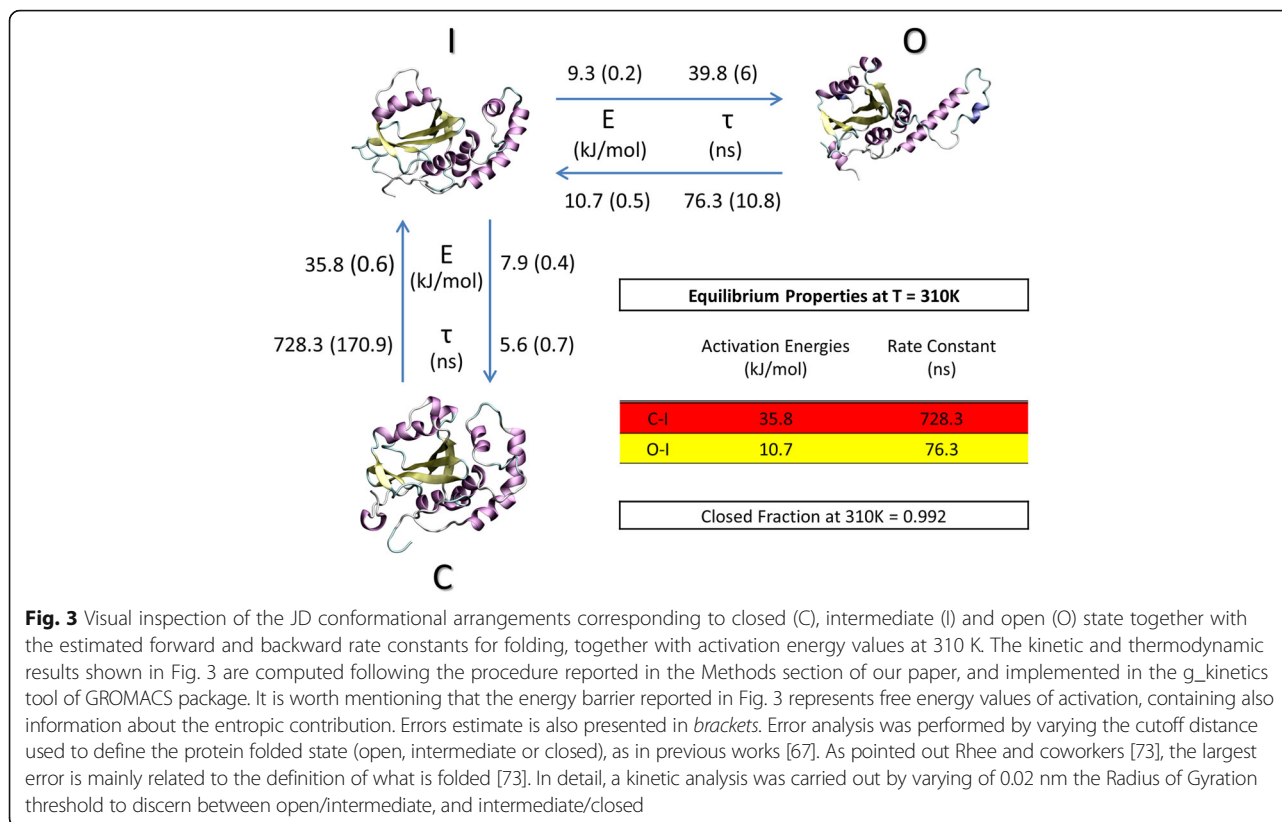 I
O
9.3 (0.2) 39.8 (6)
E τ
(kJ/mol) (ns)
10.7 (0.5) 76.3 (10.8)
35.8 (0.6) E 7.9 (0.4)
(kJ/mol)
728.3 (170.9) τ 5.6 (0.7)
(ns)
C
Equilibrium Properties at T = 310K
Activation Energies Rate Constant
(kJ/mol) (ns)
C-I 35.8 728.3
O-I 10.7 76.3
Closed Fraction at 310K = 0.992
Fig. 3 Visual inspection of the JD conformational arrangements corresponding to closed (C), intermediate (I) and open (O) state together with
the estimated forward and backward rate constants for folding, together with activation energy values at 310 K. The kinetic and thermodynamic
results shown in Fig. 3 are computed following the procedure reported in the Methods section of our paper, and implemented in the g_kinetics
tool of GROMACS package. It is worth mentioning that the energy barrier reported in Fig. 3 represents free energy values of activation, containing also
information about the entropic contribution. Errors estimate is also presented in brackets. Error analysis was performed by varying the cutoff distance
used to define the protein folded state (open, intermediate or closed), as in previous works [67]. As pointed out Rhee and coworkers [73], the largest
error is mainly related to the definition of what is folded [73]. In detail, a kinetic analysis was carried out by varying of 0.02 nm the Radius of Gyration
threshold to discern between open/intermediate, and intermediate/closed